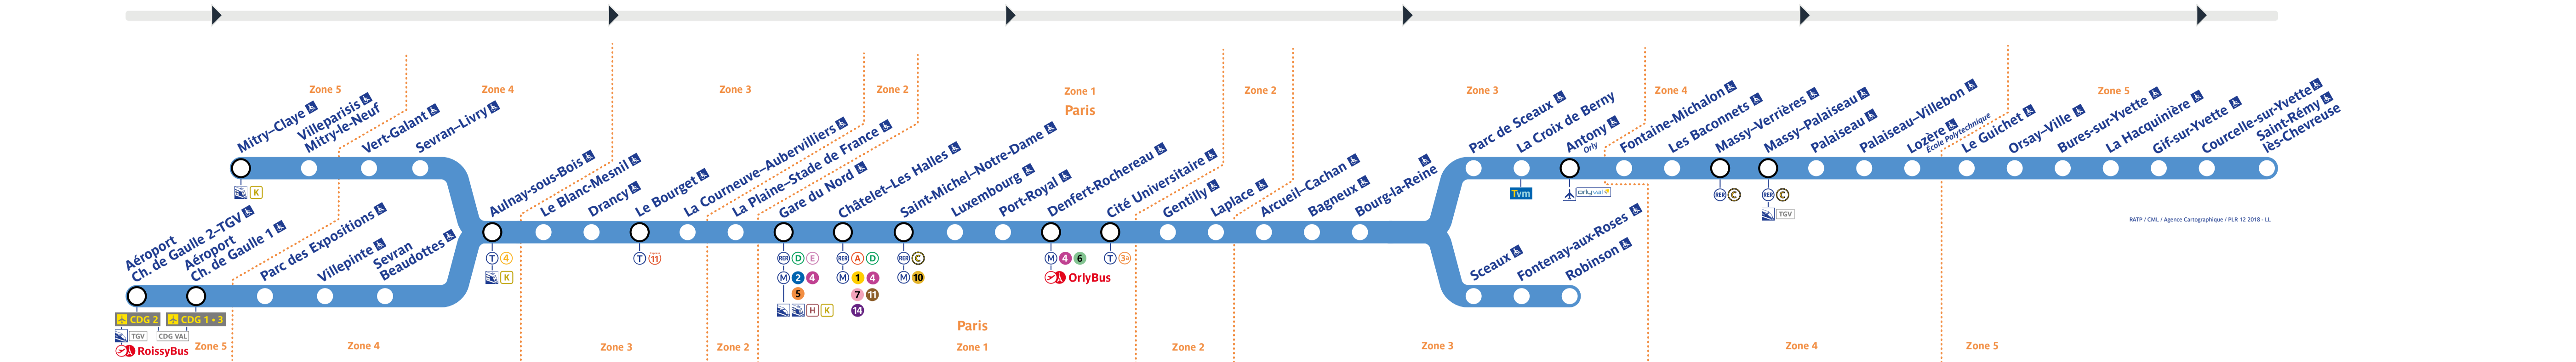 Zone 5
Zone 4
Zone 3
Zone 2
Zone 1
Paris
Zone 2
Zone 3
Zone 4
Zone 5
Mitry–Claye
Villeparisis
Mitry-le-Neuf
Vert-Galant
Sevran–Livry
K
Aéroport
Ch. de Gaulle 2–TGV
Aéroport
Ch. de Gaulle 1
Parc des Expositions
Villepinte
Sevran
Beaudottes
CDG 2
CDG 1 • 3
TGV
CDG VAL
RoissyBus
Aulnay-sous-Bois
T 4
K
Le Blanc-Mesnil
Drancy
Le Bourget
T 11
La Courneuve–Aubervilliers
La Plaine–Stade de France
Gare du Nord
RER D E
M 2 4
5
H K
Châtelet–Les Halles
RER A D
M 1 4
7 11
14
Saint-Michel–Notre-Dame
RER C
M 10
Luxembourg
Port-Royal
Denfert-Rochereau
M 4 6
OrlyBus
Cité Universitaire
T 3a
Gentilly
Laplace
Arcueil–Cachan
Bagneux
Bourg-la-Reine
Parc de Sceaux
La Croix de Berny
Tvm
Antony
Orly
orlyval
Fontaine-Michalon
Les Baconnets
Massy–Verrières
RER C
Massy–Palaiseau
RER C
TGV
Palaiseau
Palaiseau–Villebon
Lozère
École Polytechnique
Le Guichet
Orsay–Ville
Bures-sur-Yvette
La Hacquinière
Gif-sur-Yvette
Courcelle-sur-Yvette
Saint-Rémy
lès-Chevreuse
Sceaux
Fontenay-aux-Roses
Robinson
RATP / CML / Agence Cartographique / PLR 12 2018 - LL
Zone 5
Zone 4
Zone 3
Zone 2
Paris
Zone 1
Zone 2
Zone 3
Zone 4
Zone 5